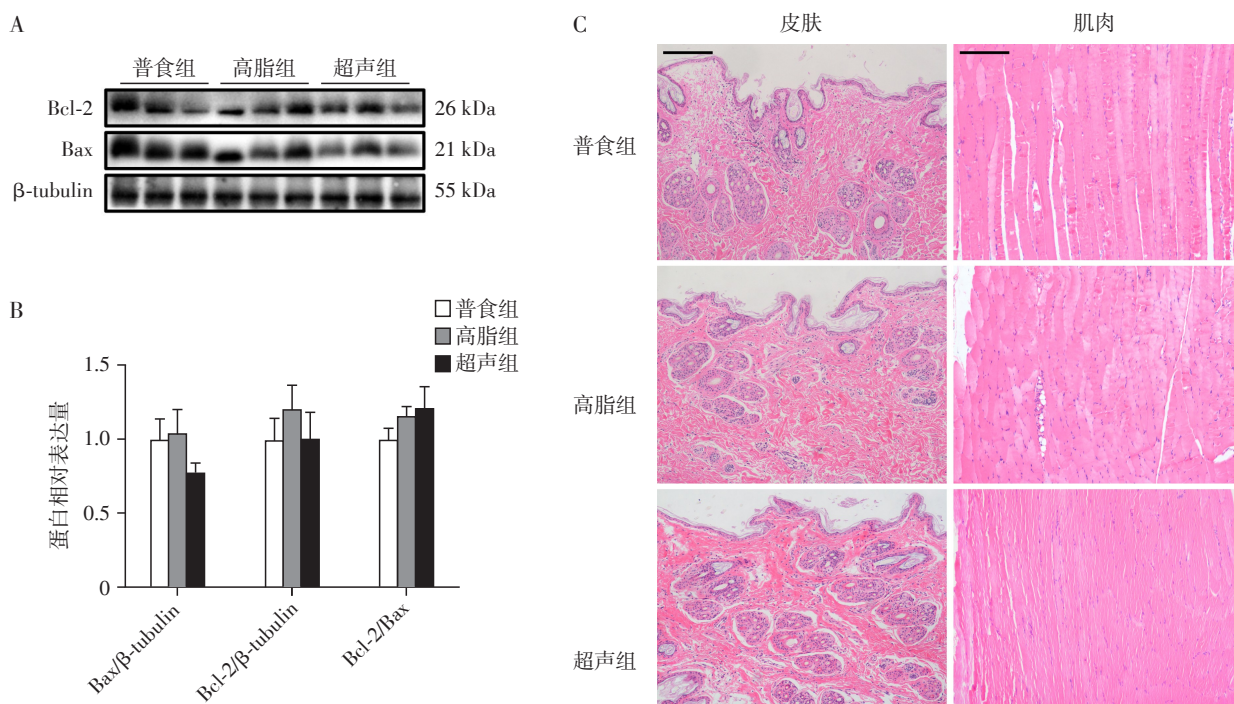 A
普食组 高脂组 超声组
Bcl-2 26 kDa
Bax 21 kDa
β-tubulin 55 kDa
B
普食组
高脂组
超声组
蛋白相对表达量
1.5
1.0
0.5
0
Bax/β-tubulin
Bcl-2/β-tubulin
Bcl-2/Bax
C
皮肤 肌肉
普食组
高脂组
超声组